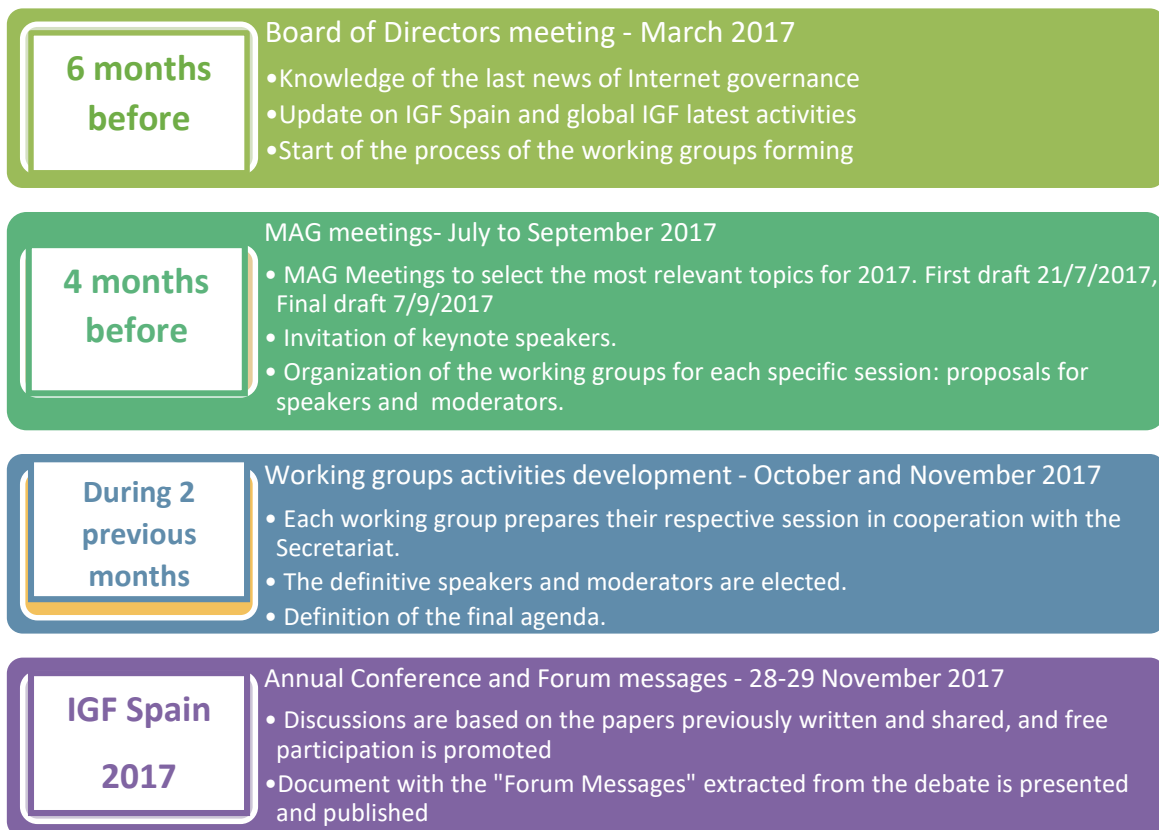 6 months
before
Board of Directors meeting - March 2017
•Knowledge of the last news of Internet governance
•Update on IGF Spain and global IGF latest activities
•Start of the process of the working groups forming
4 months
before
MAG meetings- July to September 2017
• MAG Meetings to select the most relevant topics for 2017. First draft 21/7/2017,
Final draft 7/9/2017
• Invitation of keynote speakers.
• Organization of the working groups for each specific session: proposals for
speakers and  moderators.
During 2
previous
months
Working groups activities development - October and November 2017
• Each working group prepares their respective session in cooperation with the
Secretariat.
• The definitive speakers and moderators are elected.
• Definition of the final agenda.
IGF Spain
2017
Annual Conference and Forum messages - 28-29 November 2017
• Discussions are based on the papers previously written and shared, and free
participation is promoted
•Document with the "Forum Messages" extracted from the debate is presented
and published